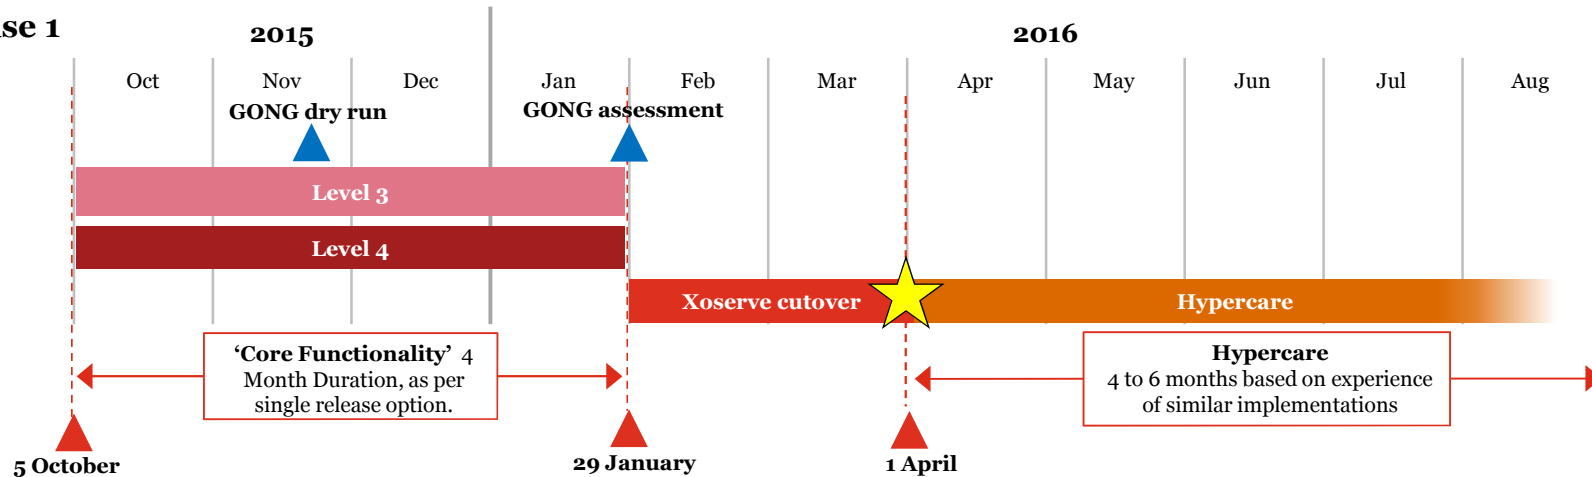 se 1
2015
2016
Oct
Nov
Dec
Jan
Feb
Mar
Apr
May
Jun
Jul
Aug
GONG dry run
GONG assessment
Level 3
Level 4
Xoserve cutover
Hypercare
‘Core Functionality’ 4
Month Duration, as per
single release option.
Hypercare
4 to 6 months based on experience
of similar implementations
5 October
29 January
1 April